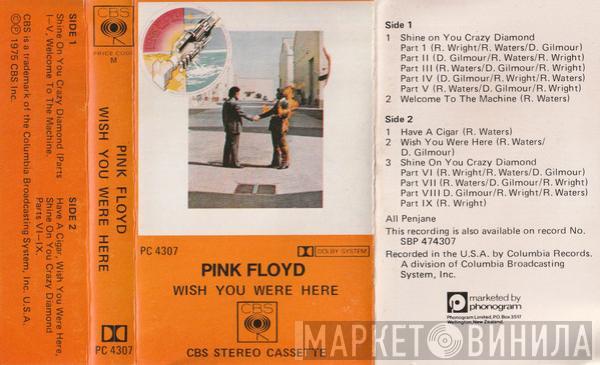 CBS
PRICE CODE
M
SIDE 1
Shine On You Crazy Diamond (Parts
I–V, Welcome To The Machine.
SIDE 2
Have A Cigar, Wish You Were Here,
Shine On You Crazy Diamond
Parts VI–IX.
CBS is a trademark of the Columbia Broadcasting System, Inc. U.S.A.
℗ 1975 CBS Inc.
PINK FLOYD
WISH YOU WERE HERE
PC 4307
PC 4307
DOLBY SYSTEM
PINK FLOYD
WISH YOU WERE HERE
CBS
CBS STEREO CASSETTE
Side 1
1 Shine on You Crazy Diamond
Part 1 (R. Wright/R. Waters/D. Gilmour)
Part II (D. Gilmour/R. Waters/R. Wright)
Part III (R. Waters/D. Gilmour/R. Wright)
Part IV (D. Gilmour/R. Wright/R. Waters)
Part V (R. Waters/D. Gilmour/R. Wright)
2 Welcome To The Machine (R. Waters)
Side 2
1 Have A Cigar (R. Waters)
2 Wish You Were Here (R. Waters/
D. Gilmour)
3 Shine On You Crazy Diamond
Part VI (R. Wright/R. Waters/D. Gilmour)
Part VII (R. Waters/D. Gilmour/R. Wright)
Part VIII D. Gilmour/R. Waters/R. Wright)
Part IX (R. Wright)
All Penjane
This recording is also available on record No.
SBP 474307
Recorded in the U.S.A. by Columbia Records.
A division of Columbia Broadcasting
System, Inc.
marketed by
phonogram
Phonogram Limited, P.O. Box 3517
Wellington, New Zealand.
МАРКЕТ ВИНИЛА